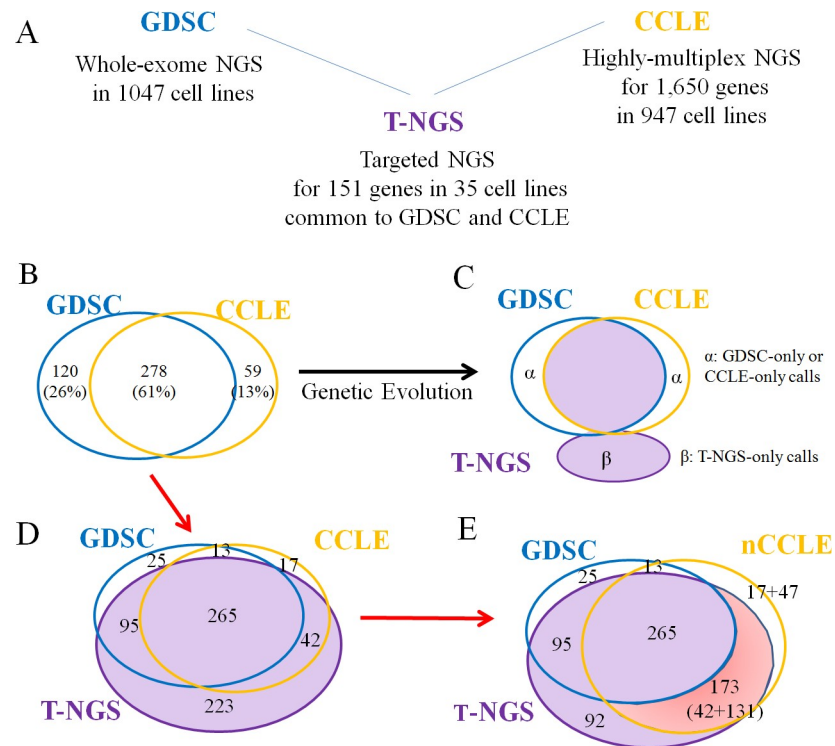 A
GDSC
Whole-exome NGS
in 1047 cell lines
CCLE
Highly-multiplex NGS
for 1,650 genes
in 947 cell lines
T-NGS
Targeted NGS
for 151 genes in 35 cell lines
common to GDSC and CCLE
B
GDSC
CCLE
120
(26%)
278
(61%)
59
(13%)
Genetic Evolution
C
GDSC
CCLE
α
α
α: GDSC-only or
CCLE-only calls
T-NGS
β
β: T-NGS-only calls
D
GDSC
CCLE
25
13
17
95
265
42
T-NGS
223
E
GDSC
nCCLE
25
13
17+47
95
265
173
(42+131)
T-NGS
92